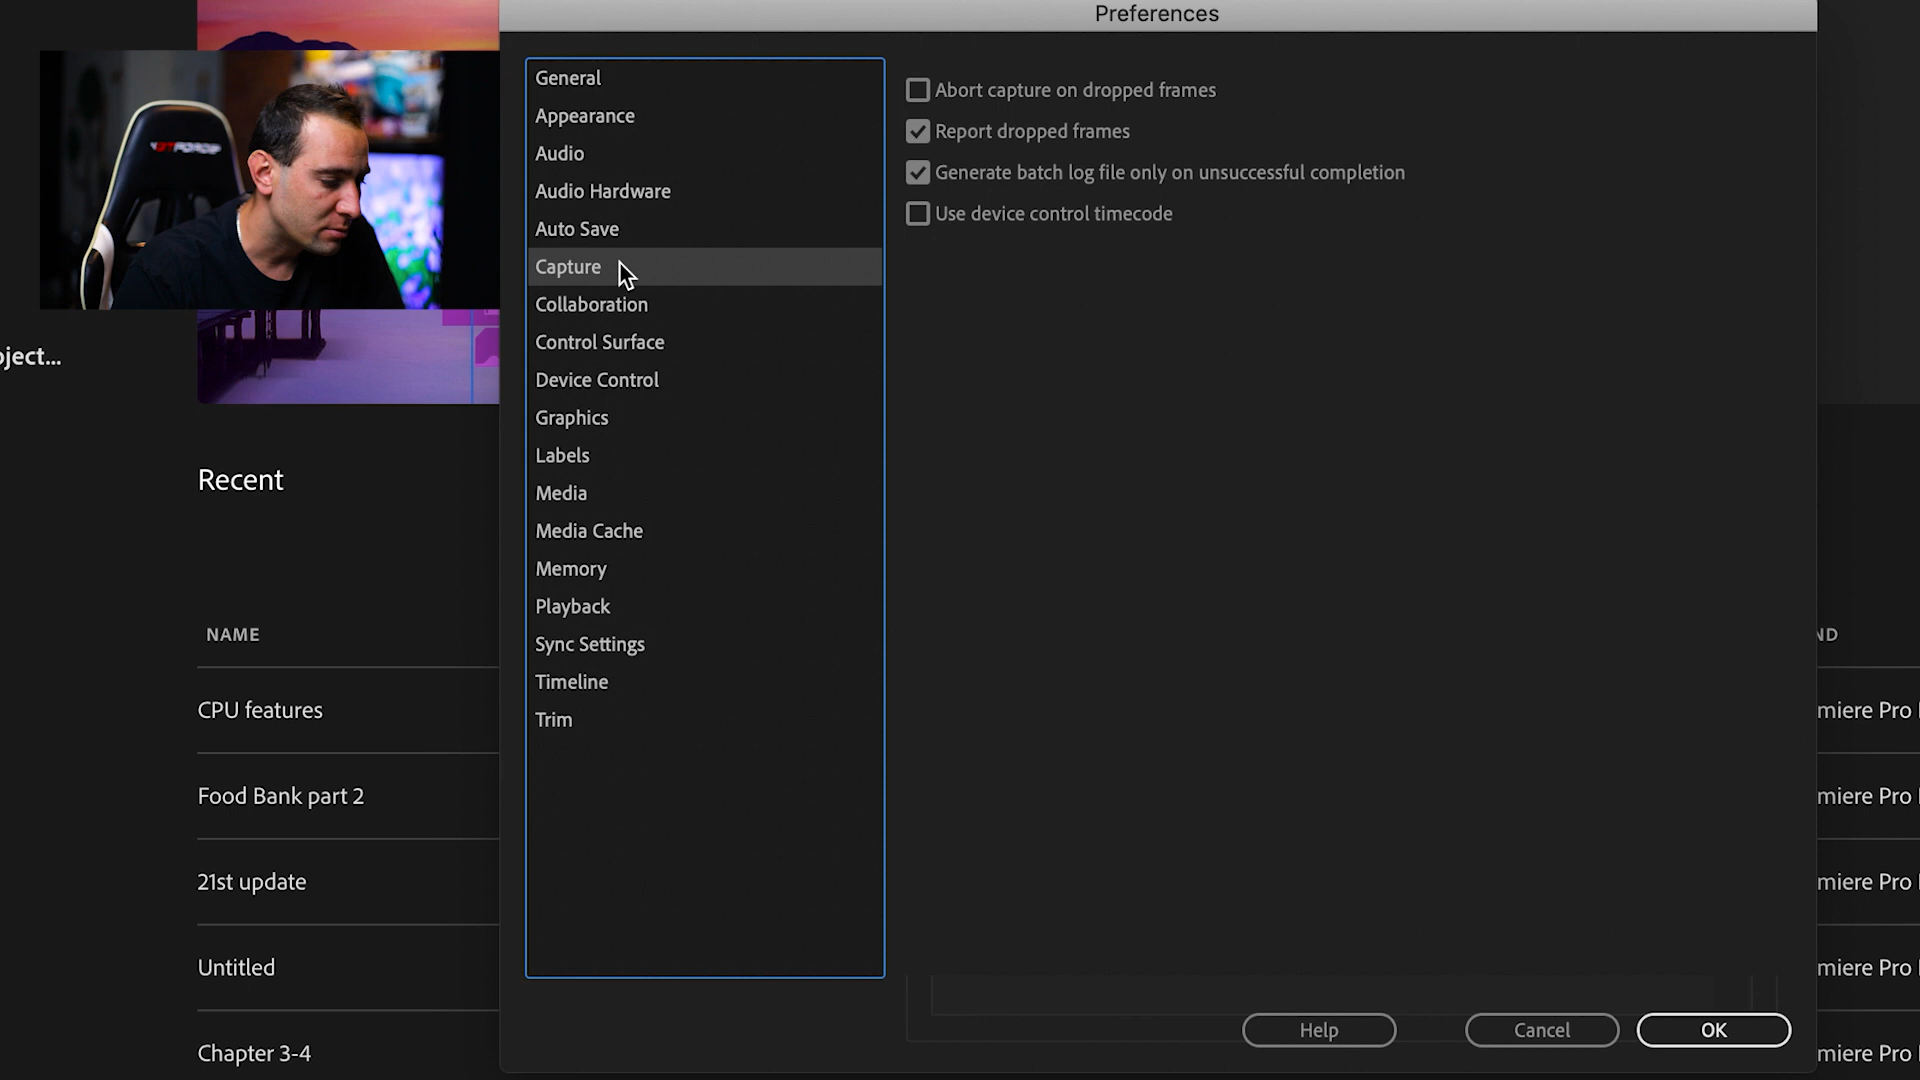 Preferences
General
Appearance
Audio
Audio Hardware
Auto Save
Capture
Collaboration
Control Surface
Device Control
Graphics
Labels
Media
Media Cache
Memory
Playback
Sync Settings
Timeline
Trim
Abort capture on dropped frames
Report dropped frames
Generate batch log file only on unsuccessful completion
Use device control timecode
Help
Cancel
OK
oject...
Recent
NAME
ND
CPU features
miere Pro
Food Bank part 2
miere Pro
21st update
miere Pro
Untitled
miere Pro
Chapter 3-4
miere Pro